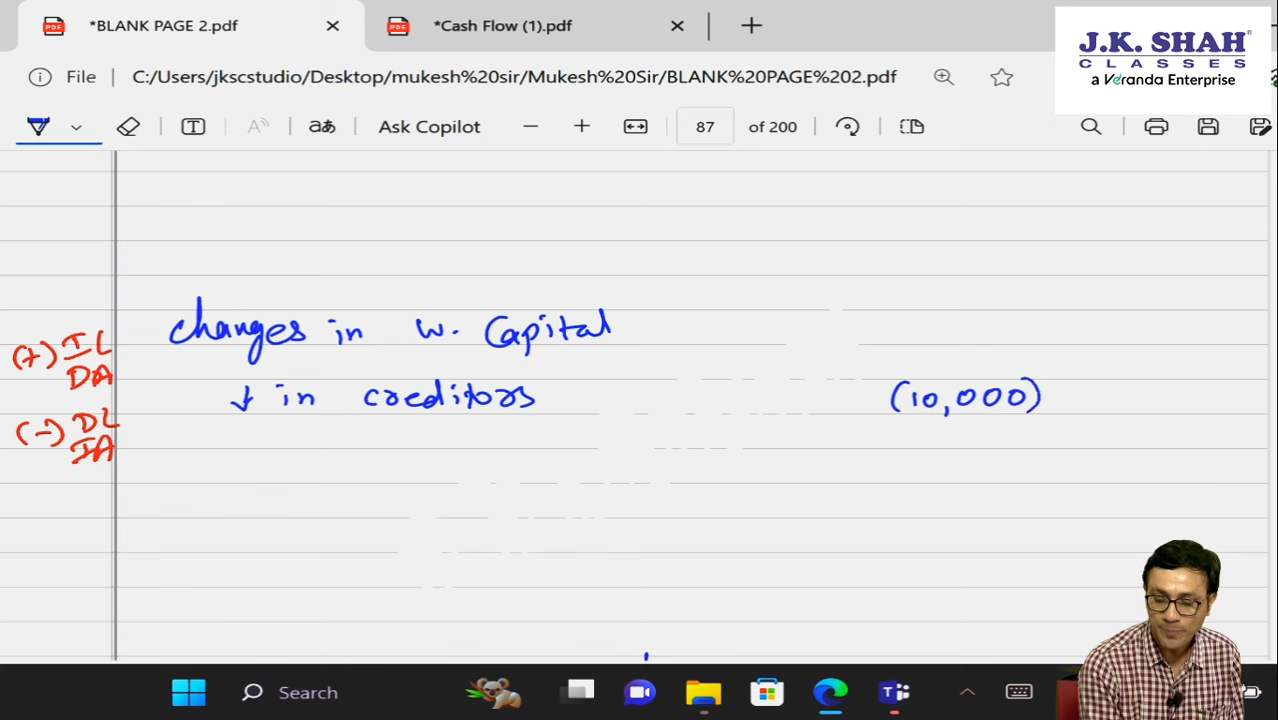 *BLANK PAGE 2.pdf
*Cash Flow (1).pdf
J.K. SHAH
CLASSES
a Veranda Enterprise
File
C:/Users/jkscstudio/Desktop/mukesh%20sir/Mukesh%20Sir/BLANK%20PAGE%202.pdf
Ask Copilot
87
of 200
changes in w. Capital
(+) IL
DA
↓ in creditors (10,000)
(-) DL
IA
Search